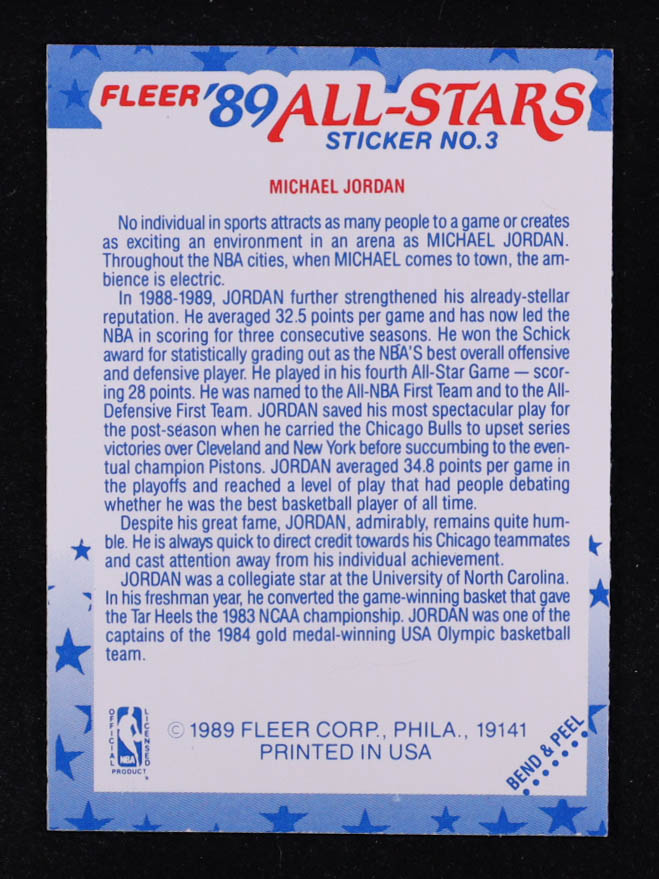 FLEER '89 ALL-STARS
STICKER NO.3
MICHAEL JORDAN
No individual in sports attracts as many people to a game or creates
as exciting an environment in an arena as MICHAEL JORDAN.
Throughout the NBA cities, when MICHAEL comes to town, the am-
bience is electric.
In 1988-1989, JORDAN further strengthened his already-stellar
reputation. He averaged 32.5 points per game and has now led the
NBA in scoring for three consecutive seasons. He won the Schick
award for statistically grading out as the NBA'S best overall offensive
and defensive player. He played in his fourth All-Star Game — scor-
ing 28 points. He was named to the All-NBA First Team and to the All-
Defensive First Team. JORDAN saved his most spectacular play for
the post-season when he carried the Chicago Bulls to upset series
victories over Cleveland and New York before succumbing to the even-
tual champion Pistons. JORDAN averaged 34.8 points per game in
the playoffs and reached a level of play that had people debating
whether he was the best basketball player of all time.
Despite his great fame, JORDAN, admirably, remains quite hum-
ble. He is always quick to direct credit towards his Chicago teammates
and cast attention away from his individual achievement.
JORDAN was a collegiate star at the University of North Carolina.
In his freshman year, he converted the game-winning basket that gave
the Tar Heels the 1983 NCAA championship. JORDAN was one of the
captains of the 1984 gold medal-winning USA Olympic basketball
team.
OFFICIAL
LICENSED
NBA
PRODUCT
© 1989 FLEER CORP., PHILA., 19141
PRINTED IN USA
BEND & PEEL